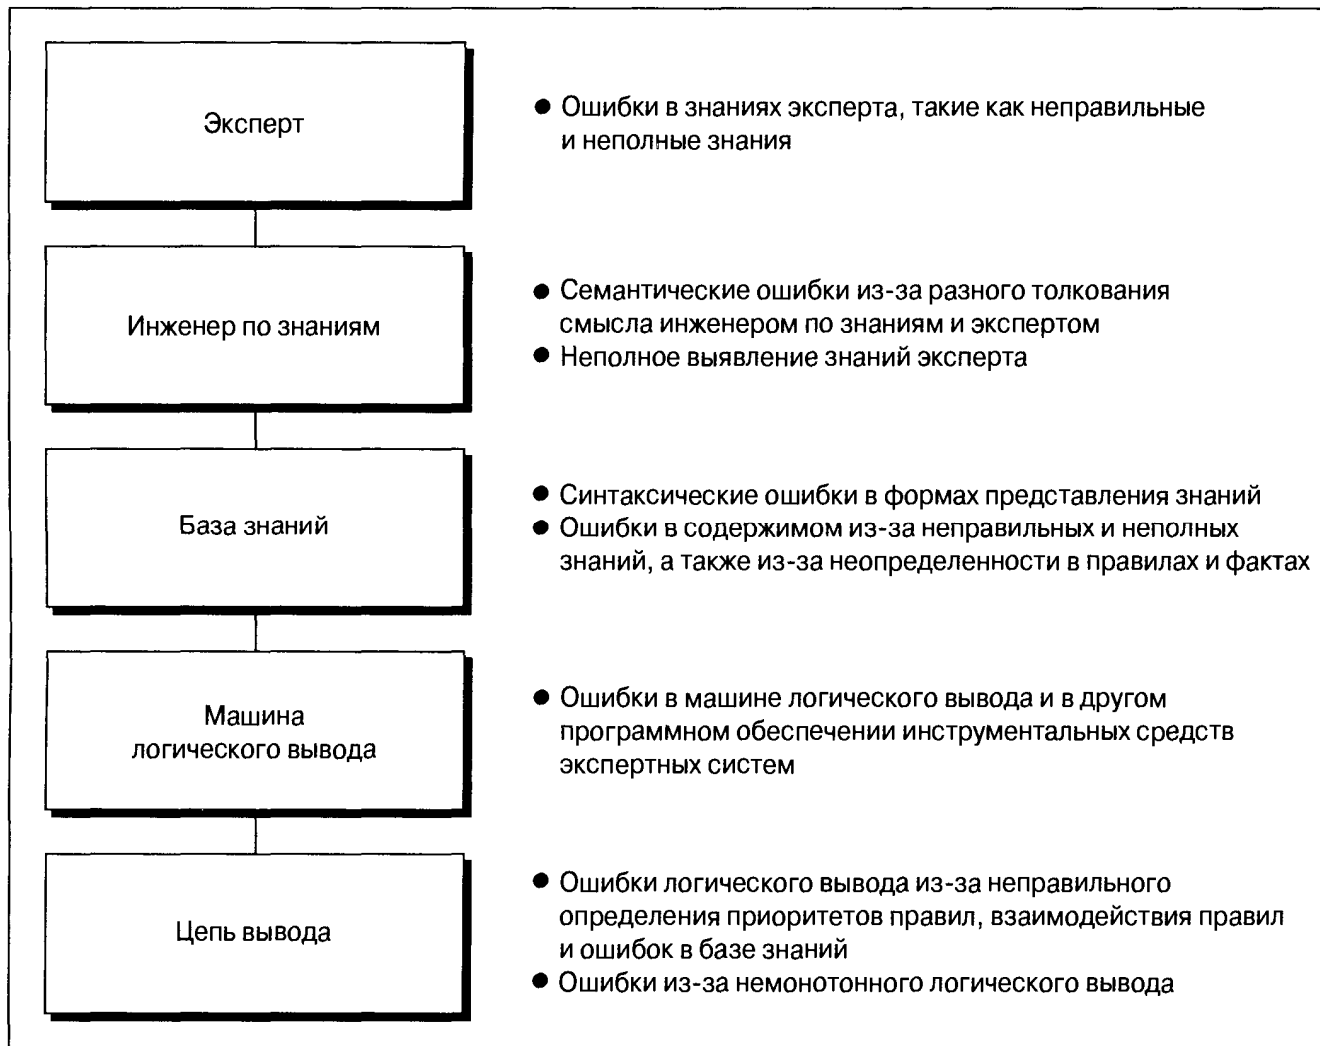 Эксперт
● Ошибки в знаниях эксперта, такие как неправильные
и неполные знания
Инженер по знаниям
● Семантические ошибки из-за разного толкования
смысла инженером по знаниям и экспертом
● Неполное выявление знаний эксперта
База знаний
● Синтаксические ошибки в формах представления знаний
● Ошибки в содержимом из-за неправильных и неполных
знаний, а также из-за неопределенности в правилах и фактах
Машина
логического вывода
● Ошибки в машине логического вывода и в другом
программном обеспечении инструментальных средств
экспертных систем
Цепь вывода
● Ошибки логического вывода из-за неправильного
определения приоритетов правил, взаимодействия правил
и ошибок в базе знаний
● Ошибки из-за немонотонного логического вывода